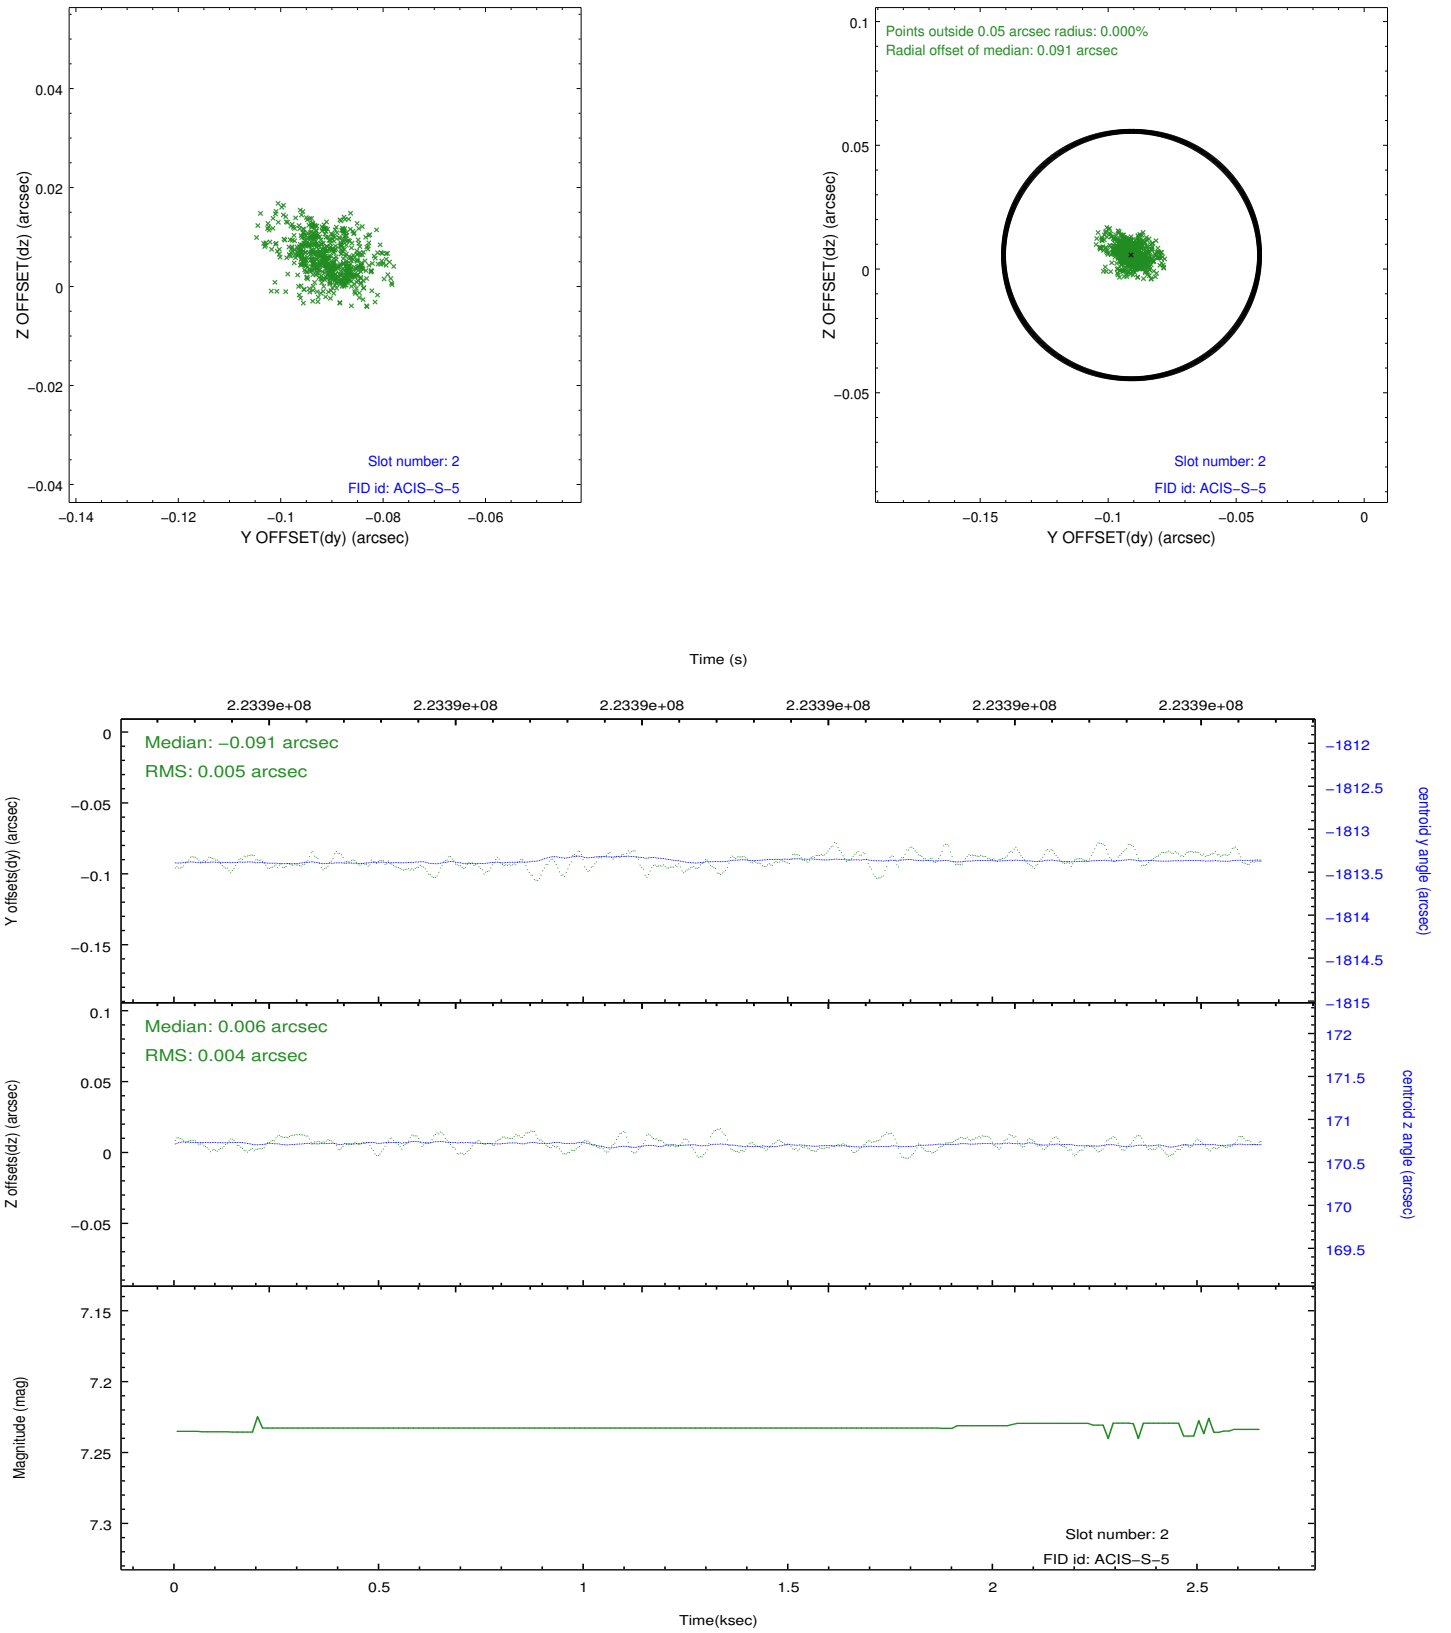 0.04
0.02
0
−0.02
−0.04
Z OFFSET(dz) (arcsec)
Slot number: 2
FID id: ACIS−S−5
−0.14 −0.12 −0.1 −0.08 −0.06
Y OFFSET(dy) (arcsec)
Points outside 0.05 arcsec radius: 0.000%
Radial offset of median: 0.091 arcsec
0.1
0.05
0
−0.05
Z OFFSET(dz) (arcsec)
Slot number: 2
FID id: ACIS−S−5
−0.15 −0.1 −0.05 0
Y OFFSET(dy) (arcsec)
Time (s)
2.2339e+08 2.2339e+08 2.2339e+08 2.2339e+08 2.2339e+08 2.2339e+08
Median: −0.091 arcsec
RMS: 0.005 arcsec
0
−0.05
−0.1
−0.15
Y offsets(dy) (arcsec)
−1812
−1812.5
−1813
−1813.5
−1814
−1814.5
−1815
centroid y angle (arcsec)
Median: 0.006 arcsec
RMS: 0.004 arcsec
0.1
0.05
0
−0.05
Z offsets(dz) (arcsec)
172
171.5
171
170.5
170
169.5
centroid z angle (arcsec)
7.15
7.2
7.25
7.3
Magnitude (mag)
Slot number: 2
FID id: ACIS−S−5
0 0.5 1 1.5 2 2.5
Time(ksec)